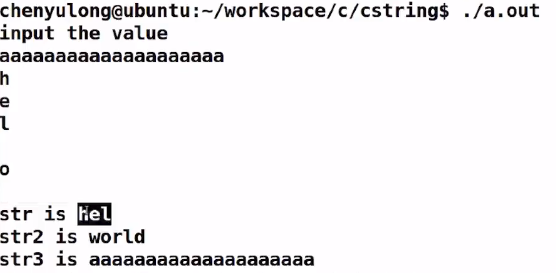 chenyulong@ubuntu:~/workspace/c/cstring$ ./a.out
input the value
aaaaaaaaaaaaaaaaaaaa
h
e
l
o
str is Hel
str2 is world
str3 is aaaaaaaaaaaaaaaaaaaa